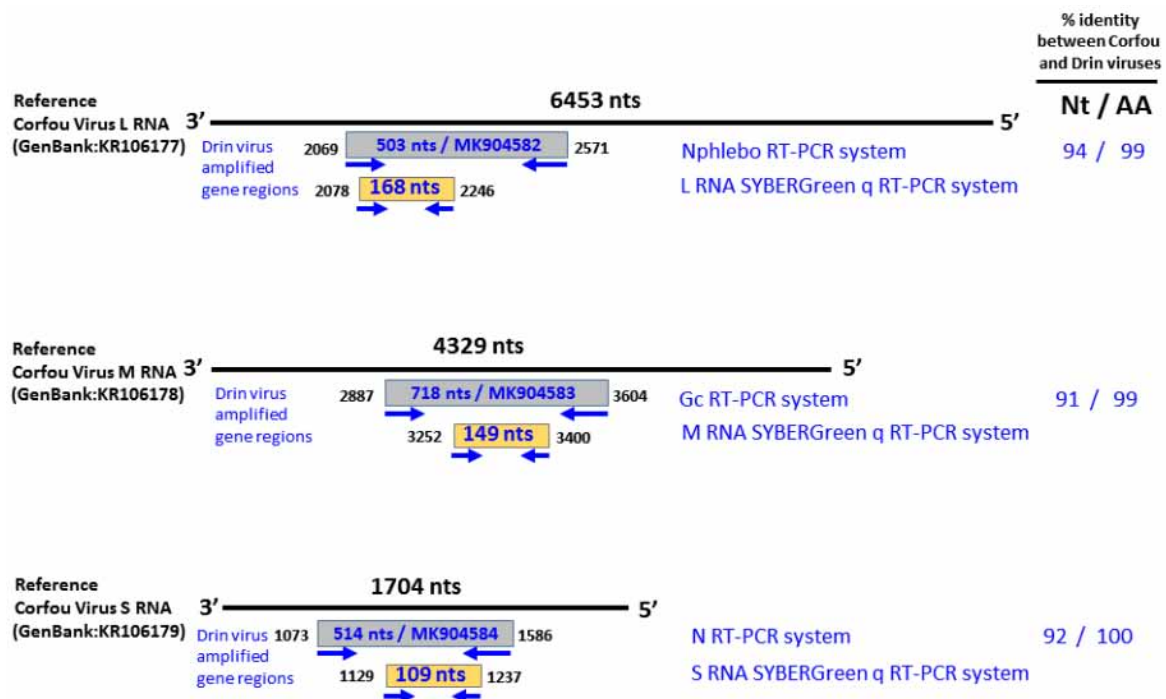 % identity
between Corfou
and Drin viruses
Nt / AA
Reference
Corfou Virus L RNA
(GenBank:KR106177)
3’
6453 nts
5’
Drin virus
amplified
gene regions
2069
503 nts / MK904582
2571
Nphlebo RT-PCR system
94 / 99
2078
168 nts
2246
L RNA SYBERGreen q RT-PCR system
Reference
Corfou Virus M RNA
(GenBank:KR106178)
3’
4329 nts
5’
Drin virus
amplified
gene regions
2887
718 nts / MK904583
3604
Gc RT-PCR system
91 / 99
3252
149 nts
3400
M RNA SYBERGreen q RT-PCR system
Reference
Corfou Virus S RNA
(GenBank:KR106179)
3’
1704 nts
5’
Drin virus
amplified
gene regions
1073
514 nts / MK904584
1586
N RT-PCR system
92 / 100
1129
109 nts
1237
S RNA SYBERGreen q RT-PCR system